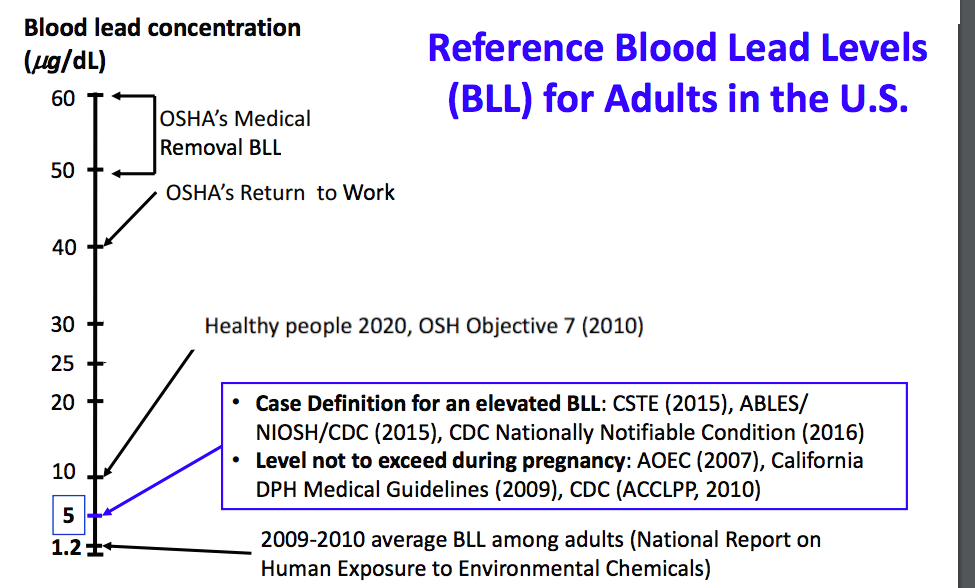 Blood lead concentration
(µg/dL)
Reference Blood Lead Levels
(BLL) for Adults in the U.S.
60
OSHA's Medical
Removal BLL
50
OSHA's Return to Work
40
30
Healthy people 2020, OSH Objective 7 (2010)
25
20
• Case Definition for an elevated BLL: CSTE (2015), ABLES/
NIOSH/CDC (2015), CDC Nationally Notifiable Condition (2016)
• Level not to exceed during pregnancy: AOEC (2007), California
DPH Medical Guidelines (2009), CDC (ACCLPP, 2010)
10
5
1.2
2009-2010 average BLL among adults (National Report on
Human Exposure to Environmental Chemicals)